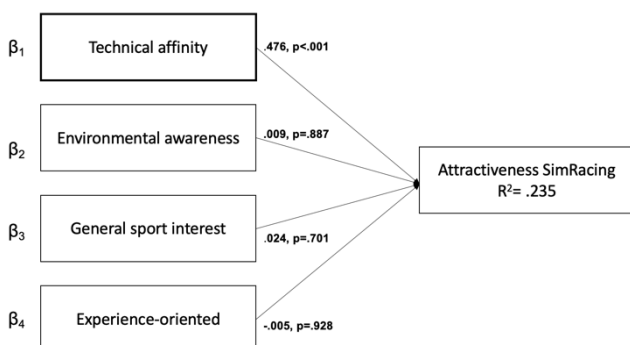 β₁ Technical affinity .476, p<.001
β₂ Environmental awareness .009, p=.887
Attractiveness SimRacing
R²= .235
β₃ General sport interest .024, p=.701
β₄ Experience-oriented -.005, p=.928